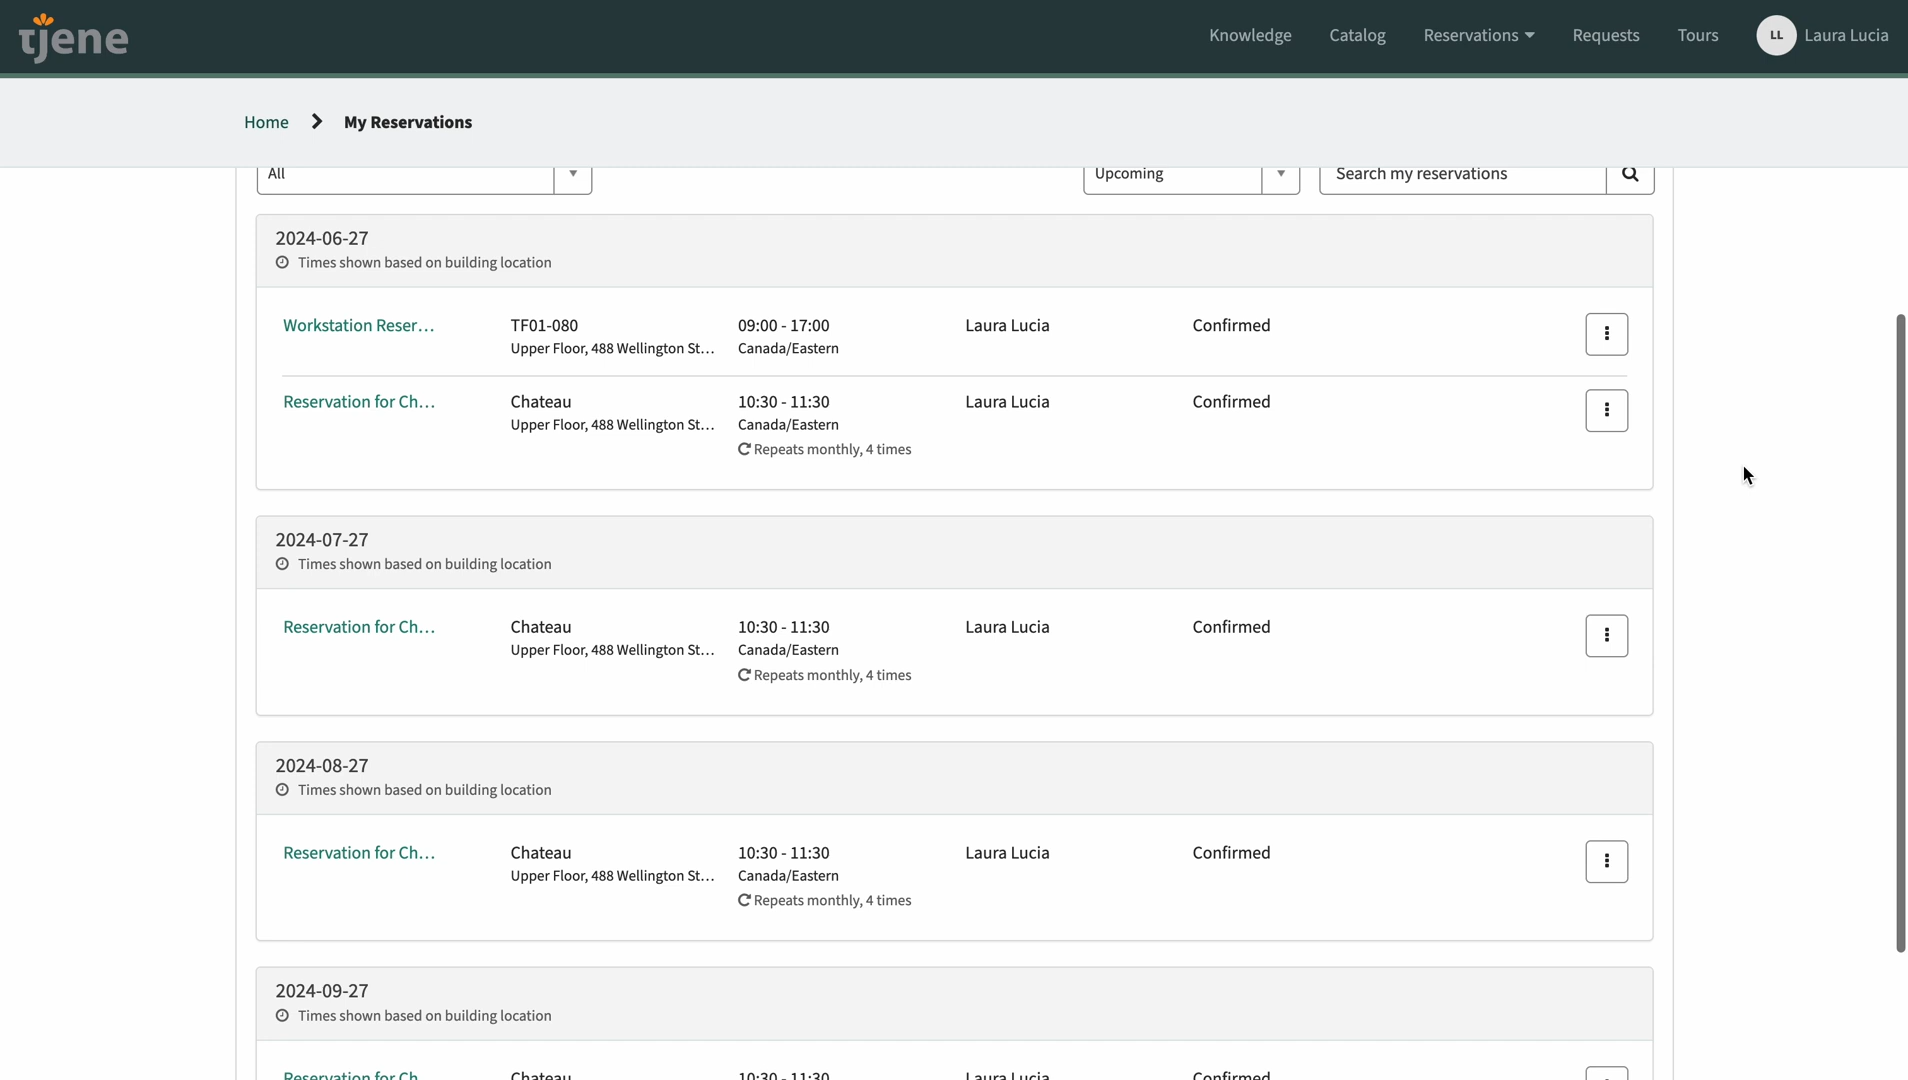 tjene
Knowledge Catalog Reservations Requests Tours LL Laura Lucia
Home My Reservations
All Upcoming Search my reservations
2024-06-27
Times shown based on building location
Workstation Reser... TF01-080 09:00 - 17:00 Laura Lucia Confirmed
Upper Floor, 488 Wellington St... Canada/Eastern
Reservation for Ch... Chateau 10:30 - 11:30 Laura Lucia Confirmed
Upper Floor, 488 Wellington St... Canada/Eastern
Repeats monthly, 4 times
2024-07-27
Times shown based on building location
Reservation for Ch... Chateau 10:30 - 11:30 Laura Lucia Confirmed
Upper Floor, 488 Wellington St... Canada/Eastern
Repeats monthly, 4 times
2024-08-27
Times shown based on building location
Reservation for Ch... Chateau 10:30 - 11:30 Laura Lucia Confirmed
Upper Floor, 488 Wellington St... Canada/Eastern
Repeats monthly, 4 times
2024-09-27
Times shown based on building location
Reservation for Ch... Chateau 10:30 - 11:30 Laura Lucia Confirmed